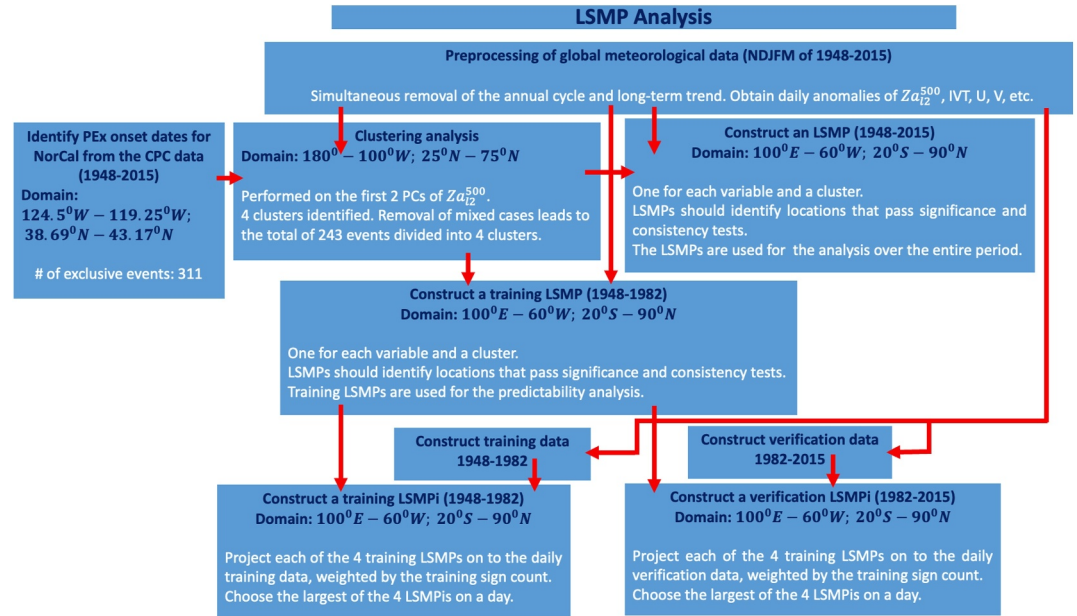 LSMP Analysis
Preprocessing of global meteorological data (NDJFM of 1948-2015)
Simultaneous removal of the annual cycle and long-term trend. Obtain daily anomalies of Za_{i2}^{500}, IVT, U, V, etc.
Identify PEx onset dates for
NorCal from the CPC data
(1948-2015)
Domain:
124.5⁰W − 119.25⁰W;
38.69⁰N − 43.17⁰N
# of exclusive events: 311
Clustering analysis
Domain: 180⁰ − 100⁰W; 25⁰N − 75⁰N
Performed on the first 2 PCs of Za_{i2}^{500}.
4 clusters identified. Removal of mixed cases leads to
the total of 243 events divided into 4 clusters.
Construct an LSMP (1948-2015)
Domain: 100⁰E − 60⁰W; 20⁰S − 90⁰N
One for each variable and a cluster.
LSMPs should identify locations that pass significance and
consistency tests.
The LSMPs are used for the analysis over the entire period.
Construct a training LSMP (1948-1982)
Domain: 100⁰E − 60⁰W; 20⁰S − 90⁰N
One for each variable and a cluster.
LSMPs should identify locations that pass significance and consistency tests.
Training LSMPs are used for the predictability analysis.
Construct training data
1948-1982
Construct verification data
1982-2015
Construct a training LSMPi (1948-1982)
Domain: 100⁰E − 60⁰W; 20⁰S − 90⁰N
Project each of the 4 training LSMPs on to the daily
training data, weighted by the training sign count.
Choose the largest of the 4 LSMPis on a day.
Construct a verification LSMPi (1982-2015)
Domain: 100⁰E − 60⁰W; 20⁰S − 90⁰N
Project each of the 4 training LSMPs on to the daily
verification data, weighted by the training sign count.
Choose the largest of the 4 LSMPis on a day.